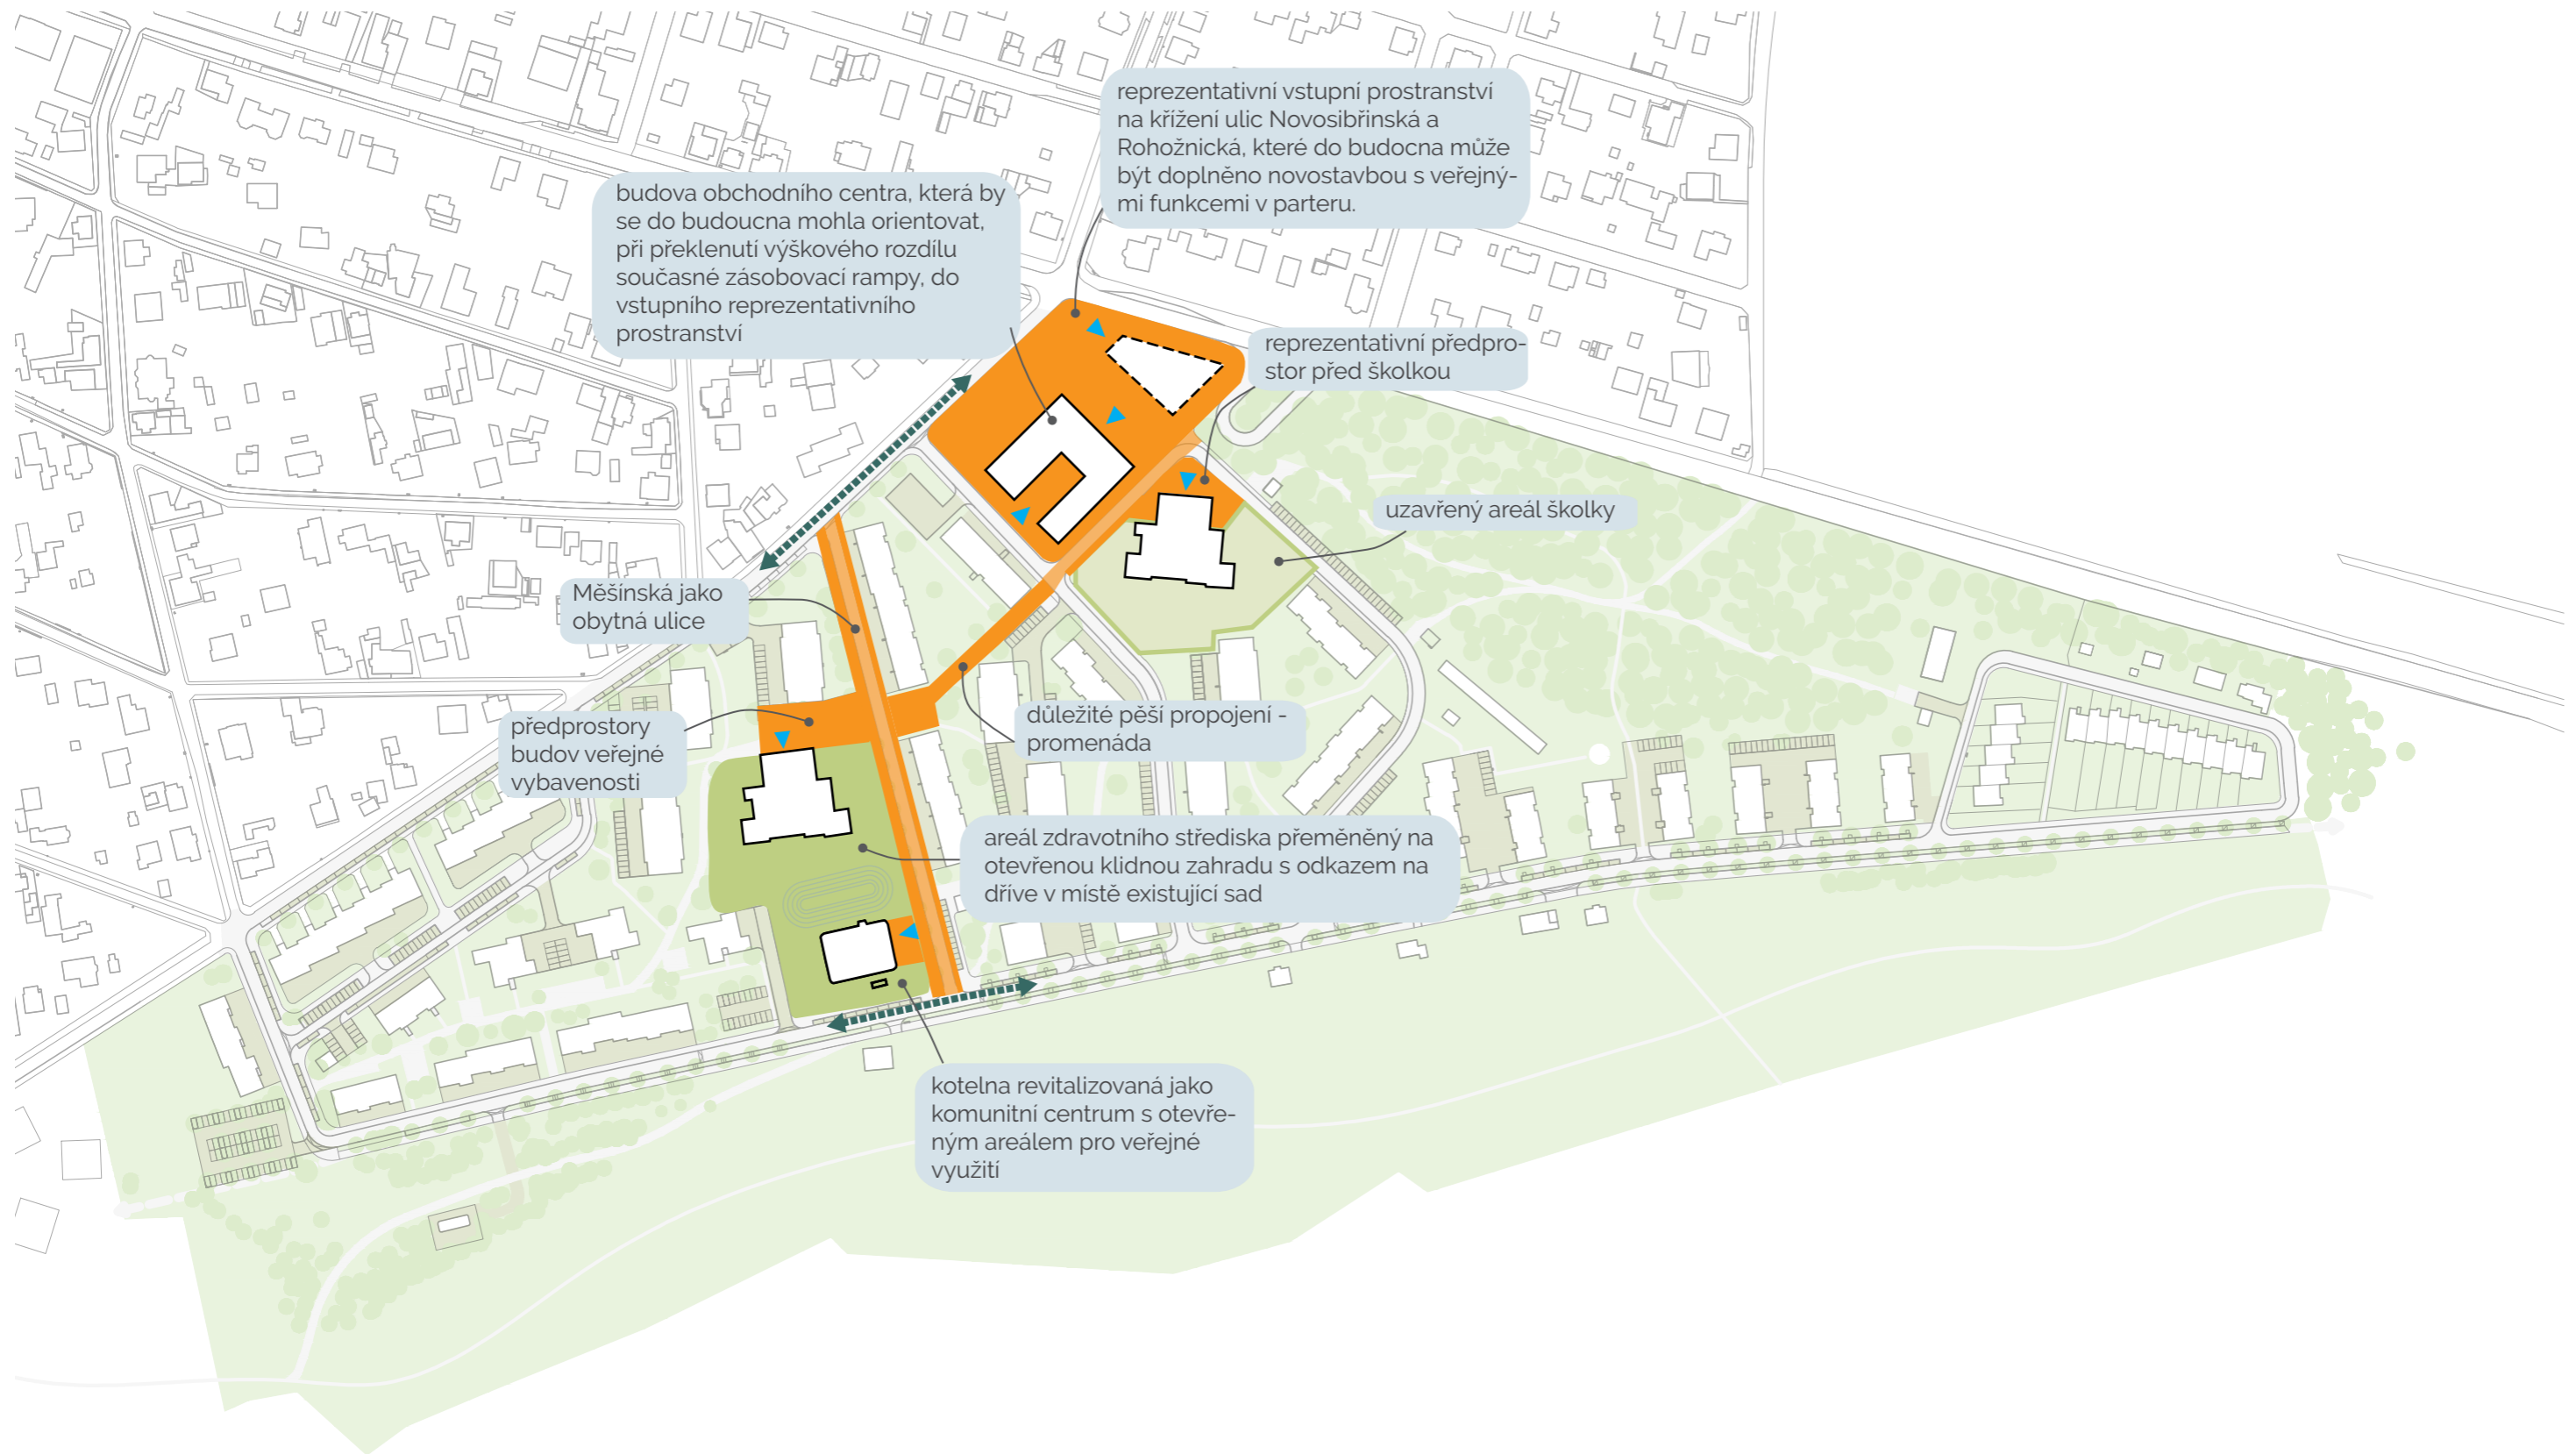 reprezentativní vstupní prostranství
na křížení ulic Novosibřinská a
Rohožnická, které do budocna může
být doplněno novostavbou s veřejný-
mi funkcemi v parteru.
budova obchodního centra, která by
se do budoucna mohla orientovat,
při překlenutí výškového rozdílu
současné zásobovací rampy, do
vstupního reprezentativního
prostranství
reprezentativní předpro-
stor před školkou
uzavřený areál školky
Měšínská jako
obytná ulice
předprostory
budov veřejné
vybavenosti
důležité pěší propojení -
promenáda
areál zdravotního střediska přeměněný na
otevřenou klidnou zahradu s odkazem na
dříve v místě existující sad
kotelna revitalizovaná jako
komunitní centrum s otevře-
ným areálem pro veřejné
využití